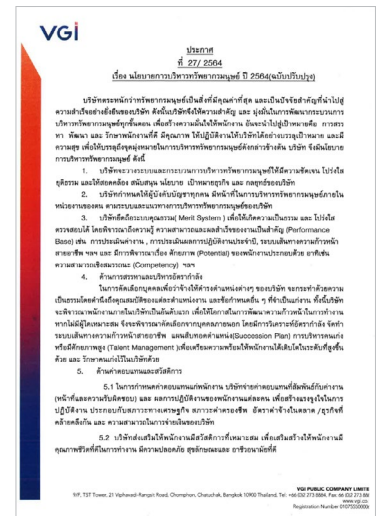 VGI
ประกาศ
ที่ 27/ 2564
เรื่อง นโยบายการบริหารทรัพยากรมนุษย์ ปี 2564(ฉบับปรับปรุง)
บริษัทตระหนักว่าทรัพยากรมนุษย์เป็นสิ่งที่มีคุณค่าที่สุด และเป็นปัจจัยสำคัญที่นำไปสู่
ความสำเร็จอย่างยั่งยืนของบริษัท ดังนั้นบริษัทจึงให้ความสำคัญ และ มุ่งมั่นในการพัฒนากระบวนการ
บริหารทรัพยากรมนุษย์ทุกขั้นตอน เพื่อสร้างความมั่นใจให้พนักงาน อันจะนำไปสู่เป้าหมายคือ การสรร
หา พัฒนา และ รักษาพนักงานที่ดี มีคุณภาพ ให้ปฏิบัติงานให้บริษัทได้อย่างบรรลุเป้าหมาย และมี
ความสุข เพื่อให้บรรลุถึงจุดมุ่งหมายในการบริหารทรัพยากรมนุษย์ดังกล่าวข้างต้น บริษัท จึงมีนโยบาย
การบริหารทรัพยากรมนุษย์ ดังนี้
1. บริษัทจะวางระบบและกระบวนการบริหารทรัพยากรมนุษย์ให้มีความชัดเจน โปร่งใส
ยุติธรรม และให้สอดคล้อง สนับสนุน นโยบาย เป้าหมายธุรกิจ และ กลยุทธ์ของบริษัท
2. บริษัทกำหนดให้ผู้บังคับบัญชาทุกคน มีหน้าที่ในการบริหารทรัพยากรมนุษย์ภายใน
หน่วยงานของตน ตามระบบและแนวทางการบริหารทรัพยากรมนุษย์ของบริษัท
3. บริษัทยึดถือระบบคุณธรรม( Merit System ) เพื่อให้เกิดความเป็นธรรม และ โปร่งใส
ตรวจสอบได้ โดยพิจารณาถึงความรู้ ความสามารถและผลสำเร็จของงานเป็นสำคัญ (Performance
Base) เช่น การประเมินค่างาน , การประเมินผลการปฏิบัติงานประจำปี, ระบบเส้นทางความก้าวหน้า
สายอาชีพ ฯลฯ และ มีการพิจารณาเรื่อง ศักยภาพ (Potential) ของพนักงานประกอบด้วย อาทิเช่น
ความสามารถเชิงสมรรถนะ (Competency) ฯลฯ
4. ด้านการสรรหาและบริหารอัตรากำลัง
ในการคัดเลือกบุคคลเพื่อว่าจ้างให้ดำรงตำแหน่งต่างๆ ของบริษัท จะกระทำด้วยความ
เป็นธรรมโดยคำนึงถึงคุณสมบัติของแต่ละตำแหน่งงาน และข้อกำหนดอื่น ๆ ที่จำเป็นแก่งาน ทั้งนี้บริษัท
จะพิจารณาพนักงานภายในบริษัทเป็นอันดับแรก เพื่อให้โอกาสในการพัฒนาความก้าวหน้าในการทำงาน
หากไม่มีผู้ใดเหมาะสม จึงจะพิจารณาคัดเลือกจากบุคคลภายนอก โดยมีการวิเคราะห์อัตรากำลัง จัดทำ
ระบบเส้นทางความก้าวหน้าสายอาชีพ แผนสืบทอดตำแหน่ง(Succession Plan) การบริหารคนเก่ง
หรือมีศักยภาพสูง (Talent Management )เพื่อเตรียมความพร้อมให้พนักงานได้เติบโตในระดับที่สูงขึ้น
ด้วย และ รักษาคนเก่งไว้ในบริษัทด้วย
5. ด้านค่าตอบแทนและสวัสดิการ
5.1 ในการกำหนดค่าตอบแทนแก่พนักงาน บริษัทจ่ายค่าตอบแทนที่สัมพันธ์กับค่างาน
(หน้าที่และความรับผิดชอบ) และ ผลการปฏิบัติงานของพนักงานแต่ละคน เพื่อสร้างแรงจูงใจในการ
ปฏิบัติงาน ประกอบกับสภาวะทางเศรษฐกิจ สภาวะค่าครองชีพ อัตราค่าจ้างในตลาด /ธุรกิจที่
คล้ายคลึงกัน และ ความสามารถในการจ่ายเงินของบริษัท
5.2 บริษัทส่งเสริมให้พนักงานมีสวัสดิการที่เหมาะสม เพื่อเสริมสร้างให้พนักงานมี
คุณภาพชีวิตที่ดีในการทำงาน มีความปลอดภัย สุขลักษณะและ อาชีวอนามัยที่ดี
VGI PUBLIC COMPANY LIMITED
9/F, TST Tower, 21 Viphavadi-Rangsit Road, Chomphon, Chatuchak, Bangkok 10900 Thailand. Tel: +66 (0)2 273 8884, Fax: 66 (0)2 273 88
www.vgi.co.
Registration Number 0107555000